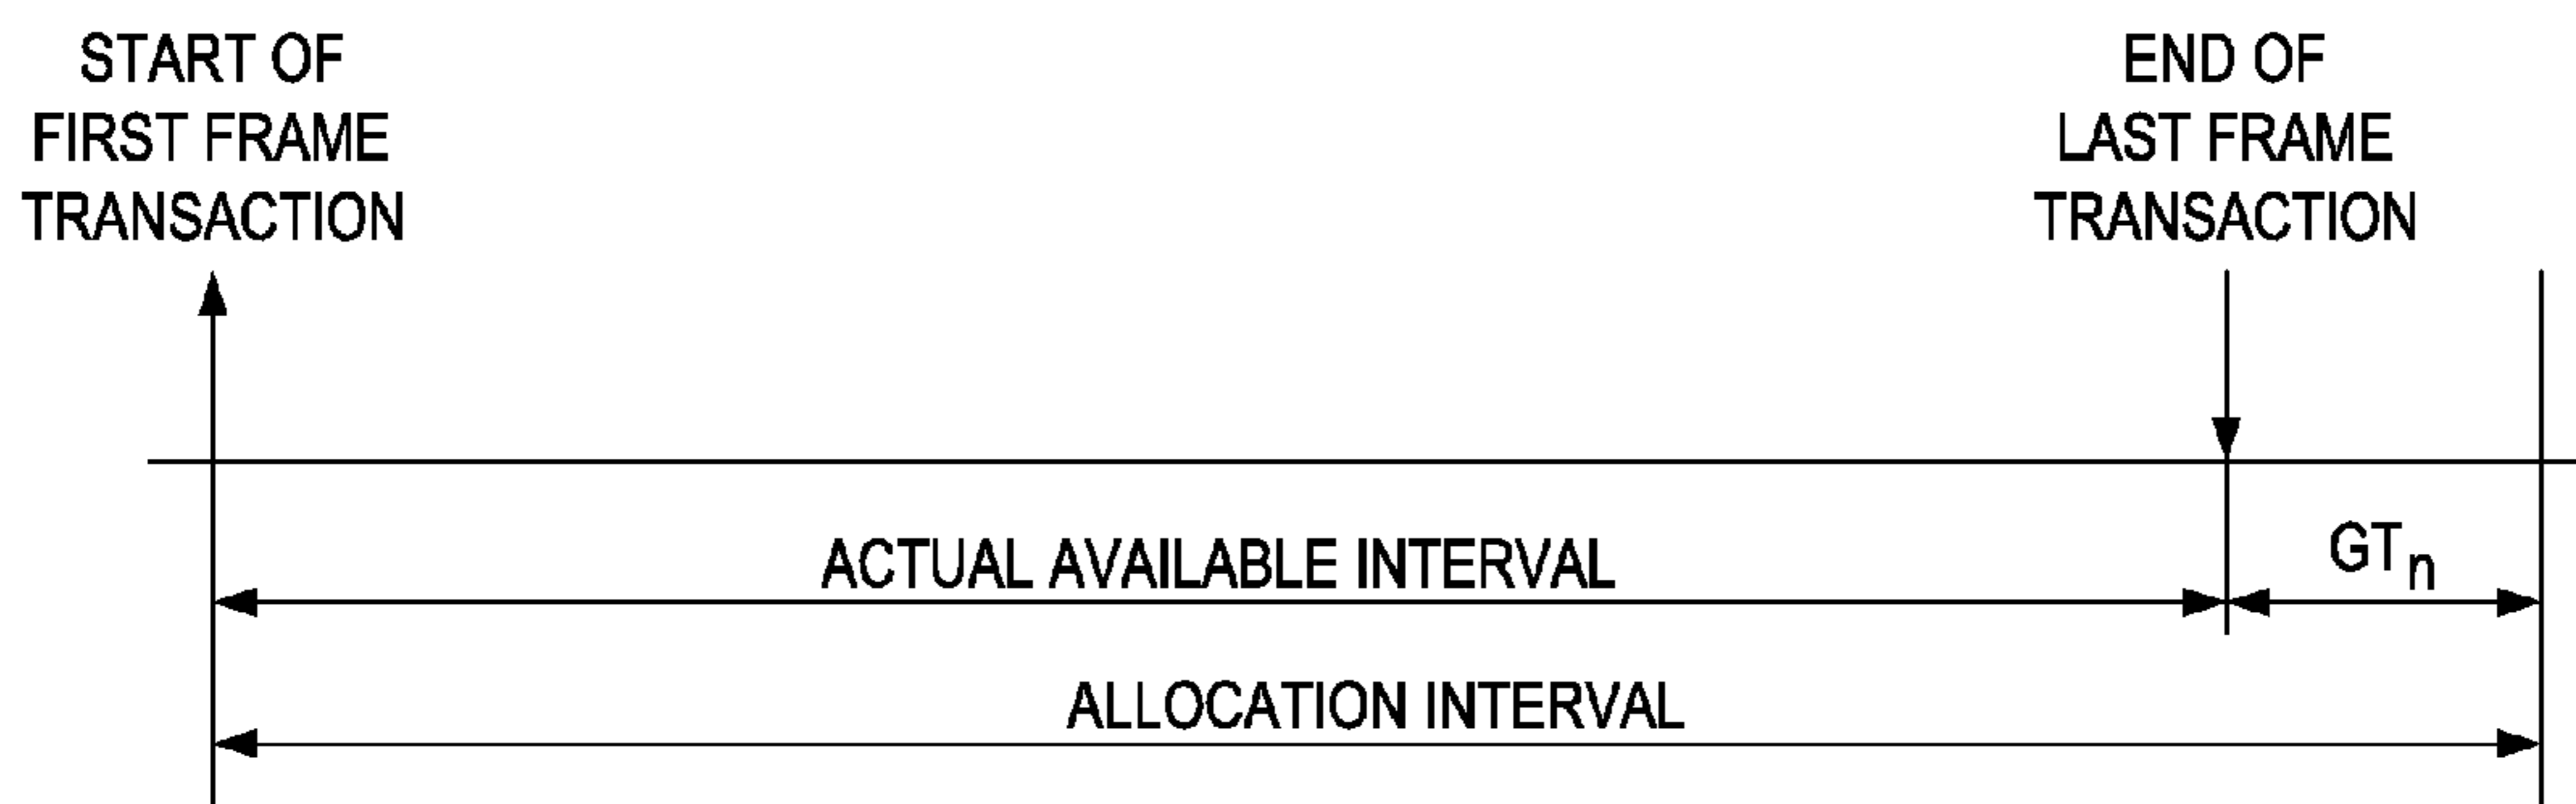 START OF
FIRST FRAME
TRANSACTION
END OF
LAST FRAME
TRANSACTION
ACTUAL AVAILABLE INTERVAL
GTn
ALLOCATION INTERVAL